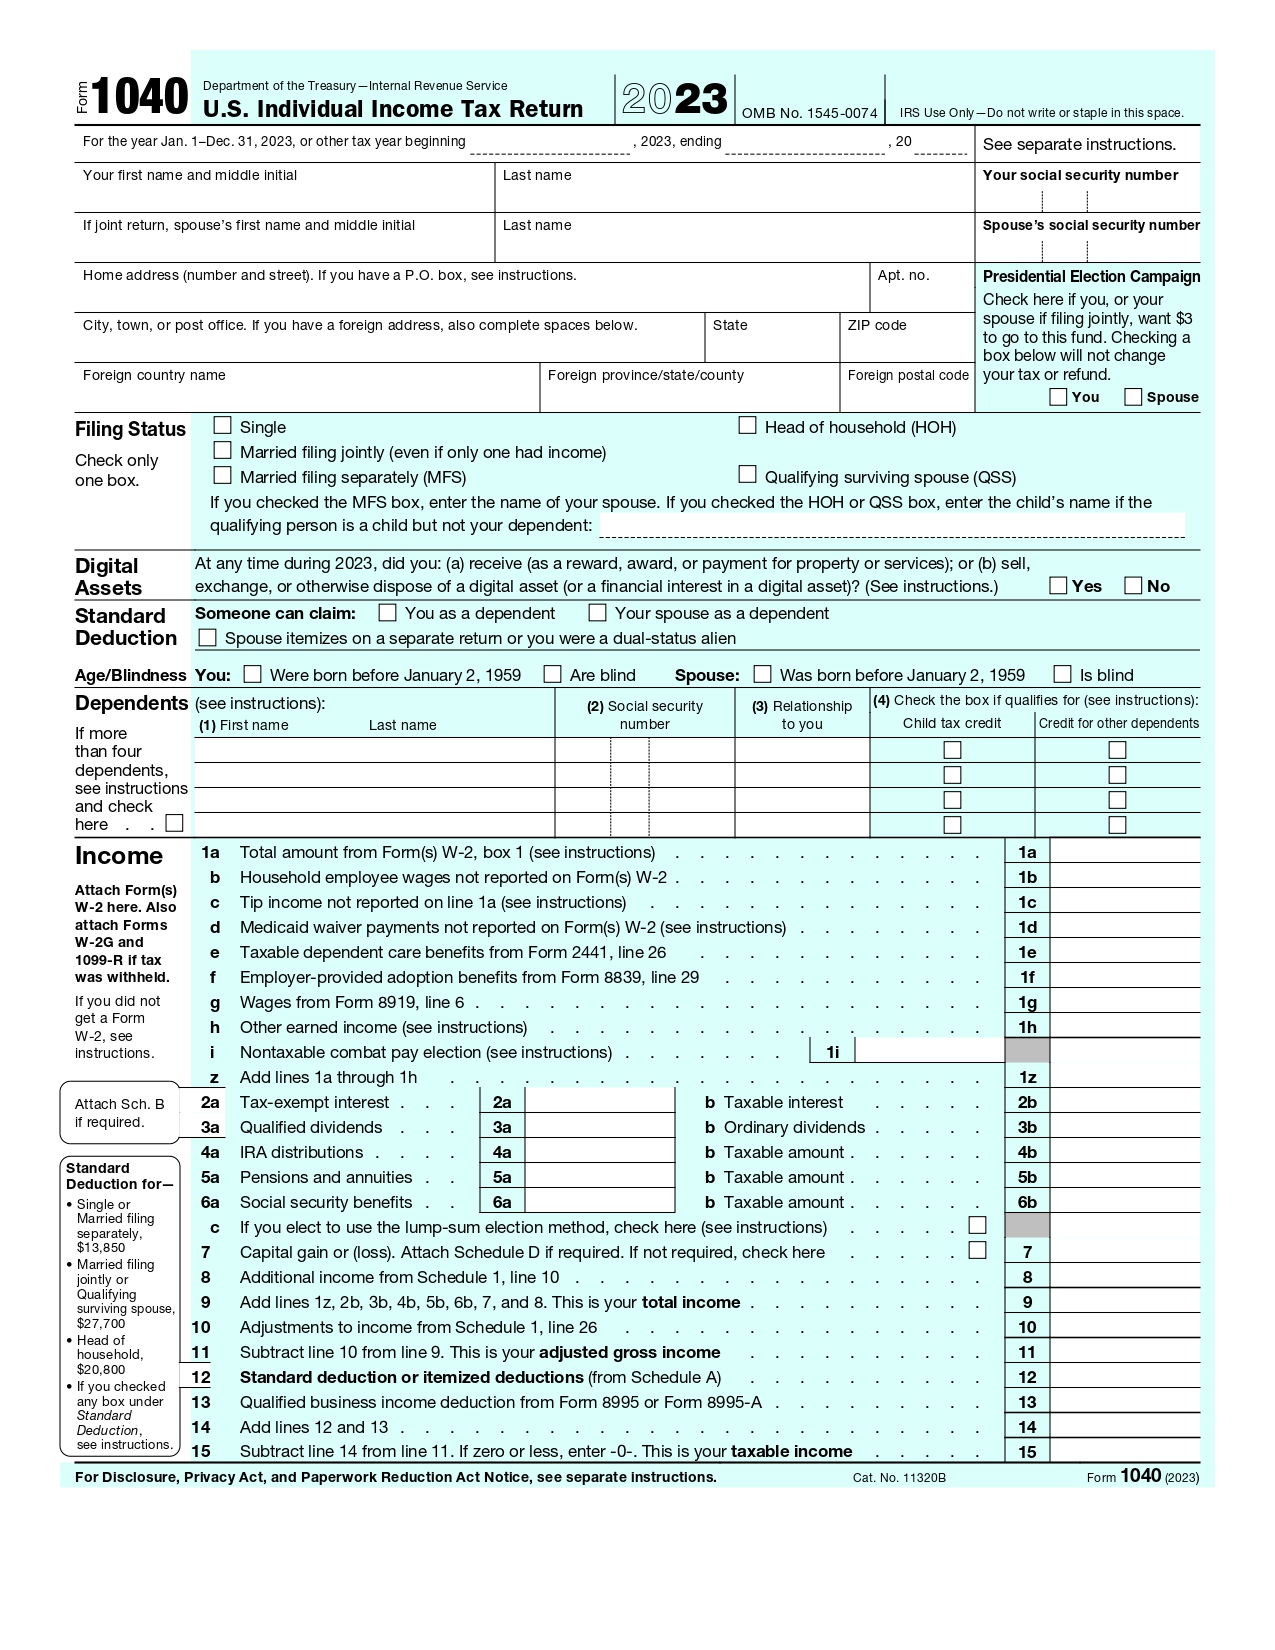 Form 1040 Department of the Treasury—Internal Revenue Service
U.S. Individual Income Tax Return 2023 OMB No. 1545-0074 IRS Use Only—Do not write or staple in this space.
For the year Jan. 1–Dec. 31, 2023, or other tax year beginning , 2023, ending , 20 See separate instructions.
Your first name and middle initial Last name Your social security number
If joint return, spouse’s first name and middle initial Last name Spouse’s social security number
Home address (number and street). If you have a P.O. box, see instructions. Apt. no.
City, town, or post office. If you have a foreign address, also complete spaces below. State ZIP code
Foreign country name Foreign province/state/county Foreign postal code
Presidential Election Campaign
Check here if you, or your
spouse if filing jointly, want $3
to go to this fund. Checking a
box below will not change
your tax or refund.
You Spouse
Filing Status
Check only
one box.
Single Head of household (HOH)
Married filing jointly (even if only one had income)
Married filing separately (MFS) Qualifying surviving spouse (QSS)
If you checked the MFS box, enter the name of your spouse. If you checked the HOH or QSS box, enter the child’s name if the
qualifying person is a child but not your dependent:
Digital
Assets
At any time during 2023, did you: (a) receive (as a reward, award, or payment for property or services); or (b) sell,
exchange, or otherwise dispose of a digital asset (or a financial interest in a digital asset)? (See instructions.) Yes No
Standard
Deduction
Someone can claim: You as a dependent Your spouse as a dependent
Spouse itemizes on a separate return or you were a dual-status alien
Age/Blindness You: Were born before January 2, 1959 Are blind Spouse: Was born before January 2, 1959 Is blind
Dependents (see instructions):
(1) First name Last name
(2) Social security
number
(3) Relationship
to you
(4) Check the box if qualifies for (see instructions):
Child tax credit Credit for other dependents
If more
than four
dependents,
see instructions
and check
here . .
Income
Attach Form(s)
W-2 here. Also
attach Forms
W-2G and
1099-R if tax
was withheld.
If you did not
get a Form
W-2, see
instructions.
1a Total amount from Form(s) W-2, box 1 (see instructions) . . . . . . . . . . . . . 1a
b Household employee wages not reported on Form(s) W-2 . . . . . . . . . . . . . 1b
c Tip income not reported on line 1a (see instructions) . . . . . . . . . . . . . . 1c
d Medicaid waiver payments not reported on Form(s) W-2 (see instructions) . . . . . . . . 1d
e Taxable dependent care benefits from Form 2441, line 26 . . . . . . . . . . . . 1e
f Employer-provided adoption benefits from Form 8839, line 29 . . . . . . . . . . . 1f
g Wages from Form 8919, line 6 . . . . . . . . . . . . . . . . . . . . . 1g
h Other earned income (see instructions) . . . . . . . . . . . . . . . . . . 1h
i Nontaxable combat pay election (see instructions) . . . . . . . 1i
z Add lines 1a through 1h . . . . . . . . . . . . . . . . . . . . . . 1z
Attach Sch. B
if required.
2a Tax-exempt interest . . . 2a b Taxable interest . . . . . 2b
3a Qualified dividends . . . 3a b Ordinary dividends . . . . . 3b
4a IRA distributions . . . . 4a b Taxable amount . . . . . . 4b
5a Pensions and annuities . . 5a b Taxable amount . . . . . . 5b
6a Social security benefits . . 6a b Taxable amount . . . . . . 6b
c If you elect to use the lump-sum election method, check here (see instructions) . . . . .
7 Capital gain or (loss). Attach Schedule D if required. If not required, check here . . . . . 7
8 Additional income from Schedule 1, line 10 . . . . . . . . . . . . . . . . . 8
9 Add lines 1z, 2b, 3b, 4b, 5b, 6b, 7, and 8. This is your total income . . . . . . . . . . 9
10 Adjustments to income from Schedule 1, line 26 . . . . . . . . . . . . . . . 10
11 Subtract line 10 from line 9. This is your adjusted gross income . . . . . . . . . . 11
12 Standard deduction or itemized deductions (from Schedule A) . . . . . . . . . . 12
13 Qualified business income deduction from Form 8995 or Form 8995-A . . . . . . . . . 13
14 Add lines 12 and 13 . . . . . . . . . . . . . . . . . . . . . . . . 14
15 Subtract line 14 from line 11. If zero or less, enter -0-. This is your taxable income . . . . . 15
Standard
Deduction for—
• Single or
Married filing
separately,
$13,850
• Married filing
jointly or
Qualifying
surviving spouse,
$27,700
• Head of
household,
$20,800
• If you checked
any box under
Standard
Deduction,
see instructions.
For Disclosure, Privacy Act, and Paperwork Reduction Act Notice, see separate instructions. Cat. No. 11320B Form 1040 (2023)